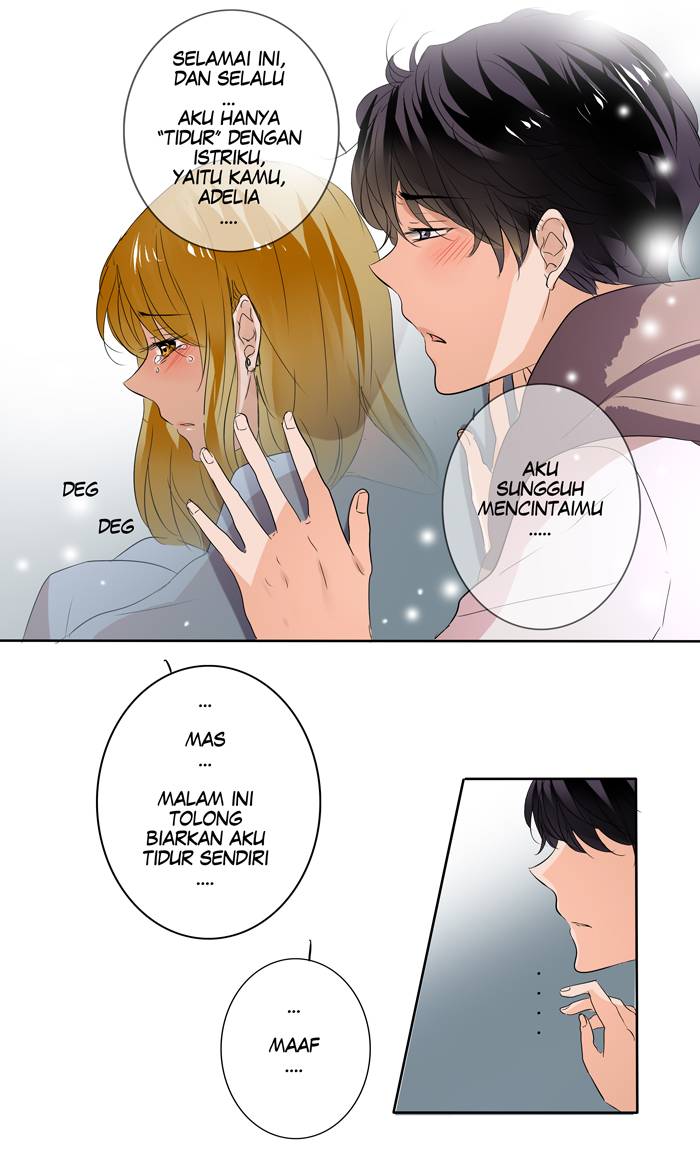 SELAMAI INI,
DAN SELALU
...
AKU HANYA
"TIDUR" DENGAN
ISTRIKU,
YAITU KAMU,
ADELIA
....
AKU
SUNGGUH
MENCINTAIMU
.....
DEG
DEG
...
MAS
...
MALAM INI
TOLONG
BIARKAN AKU
TIDUR SENDIRI
....
...
MAAF
....
....